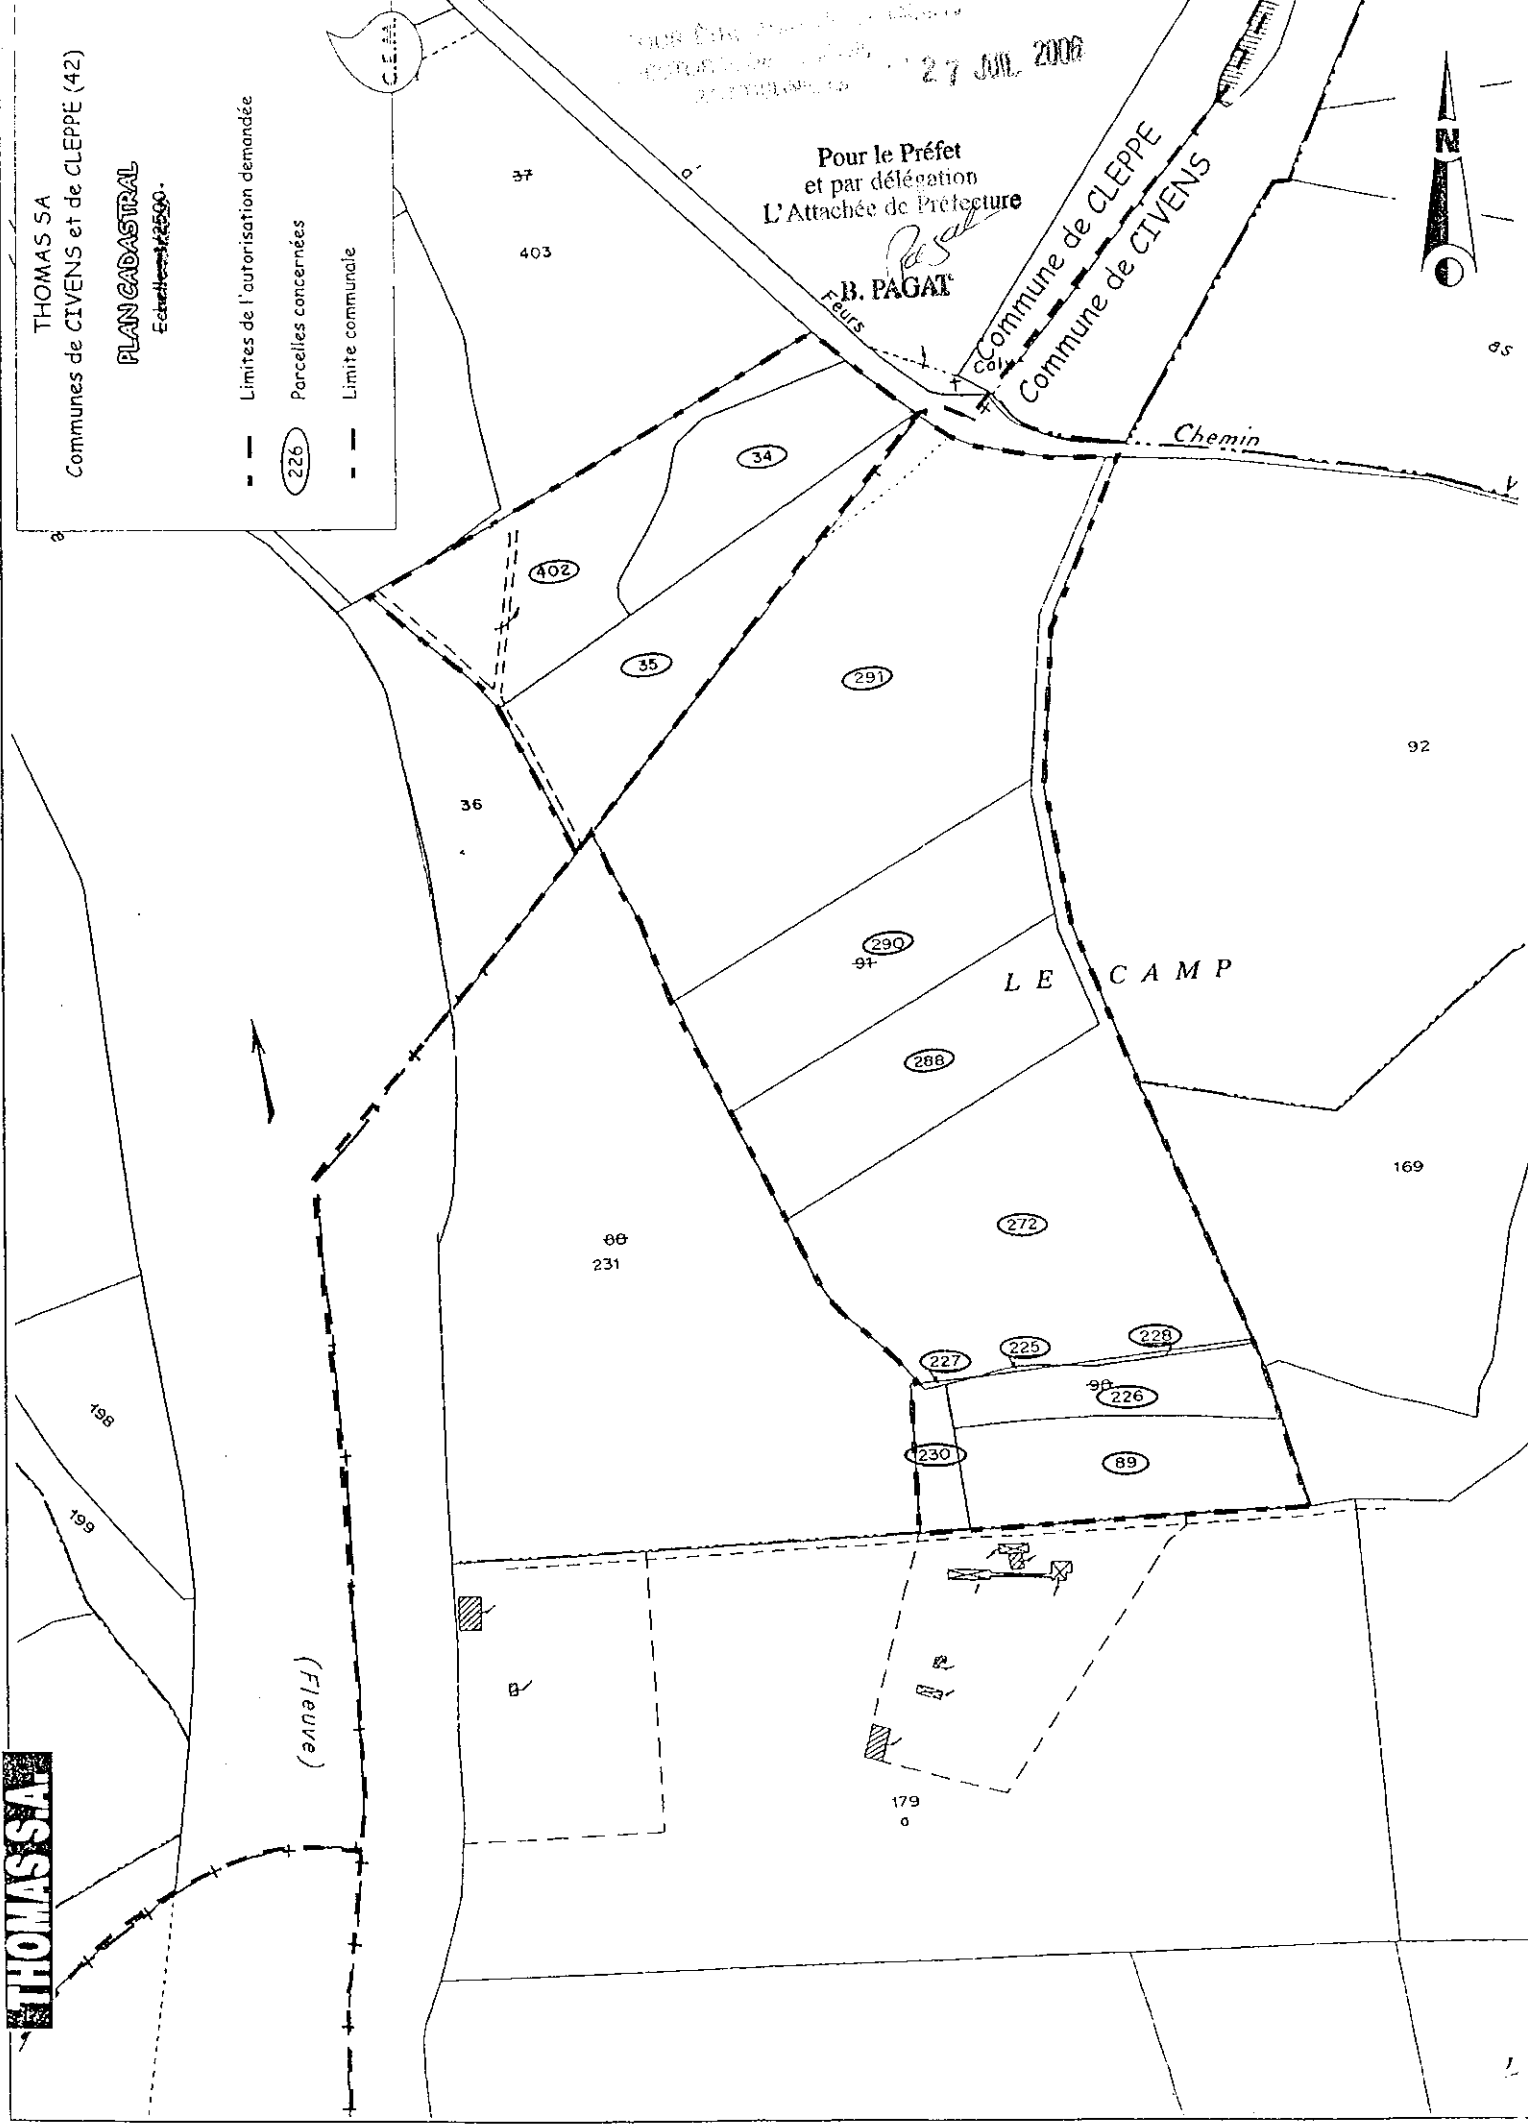 THOMAS SA
Communes de CIVENS et de CLEPPE (42)
PLAN CADASTRAL
Limites de l'autorisation demandée
226 Parcelles concernées
Limite communale
C.E.M.
27 JUIL. 2006
Pour le Préfet
et par délégation
L'Attachée de Préfecture
B. PAGAT
N
37
403
a
Feurs
Commune de CLEPPE
Commune de CIVENS
Chemin
as
34
402
35
291
92
36
290
91
LE CAMP
288
169
272
88
231
227
225
228
90
226
230
89
198
199
(Fleuve)
179
a
THOMAS S.A.